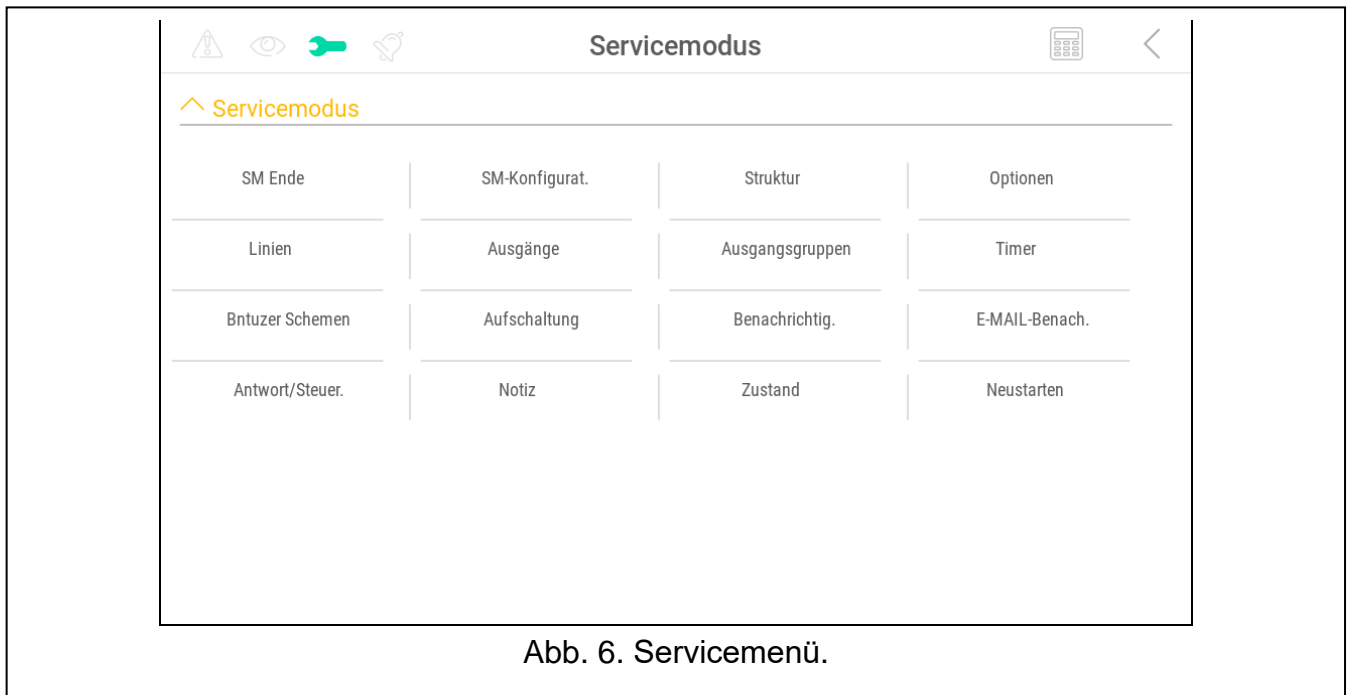 Servicemodus
Servicemodus
SM Ende SM-Konfigurat. Struktur Optionen
Linien Ausgänge Ausgangsgruppen Timer
Bntuzer Schemen Aufschaltung Benachrichtig. E-MAIL-Benach.
Antwort/Steuer. Notiz Zustand Neustarten
Abb. 6. Servicemenü.